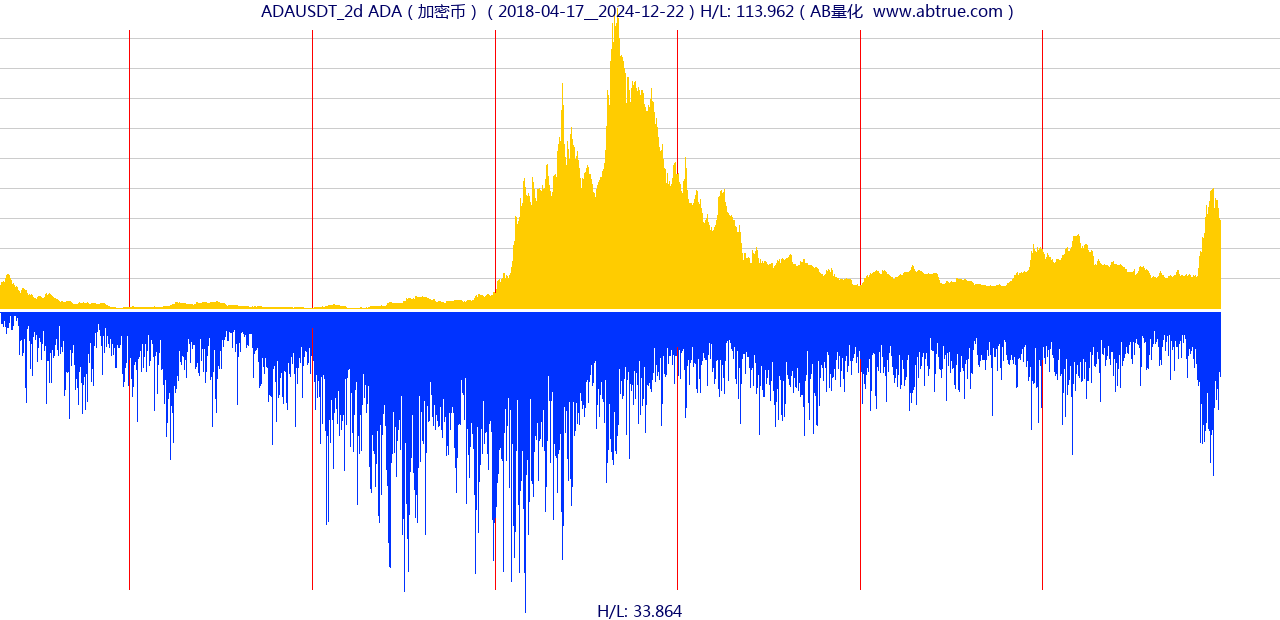 ADAUSDT_2d ADA（加密币）（2018-04-17__2024-12-22）H/L: 113.962（AB量化 www.abtrue.com）
H/L: 33.864